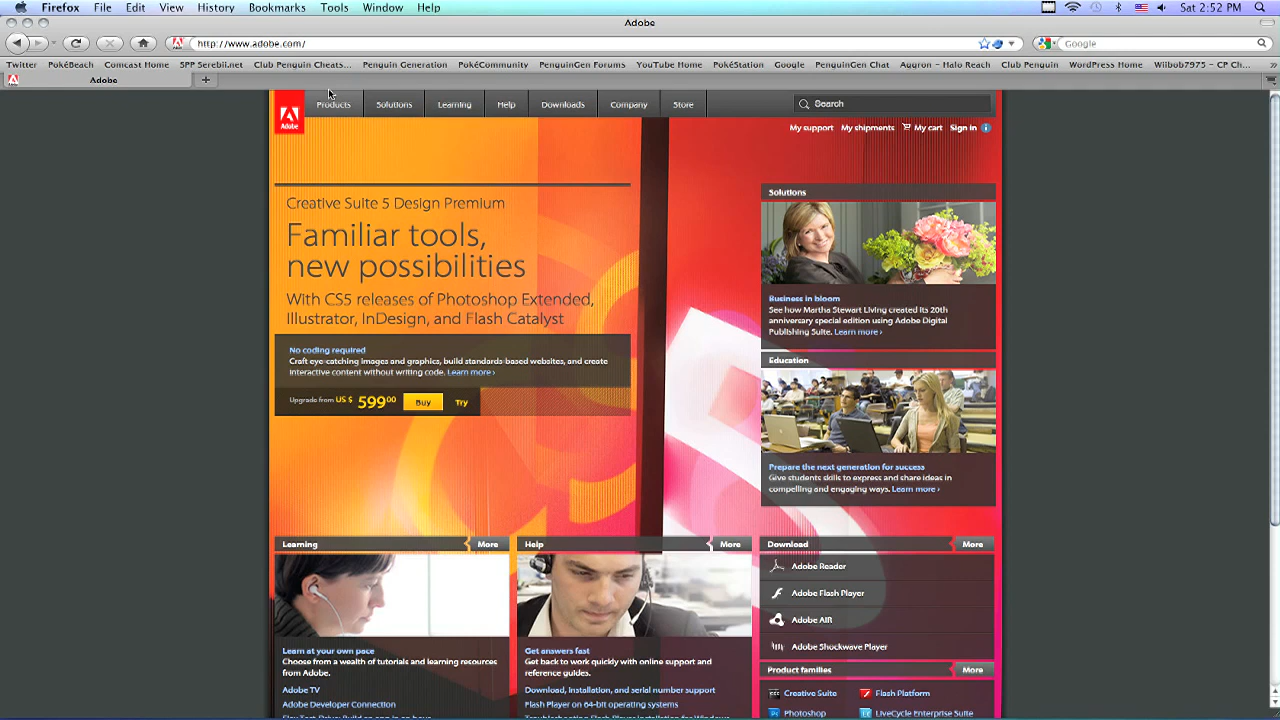 Firefox File Edit View History Bookmarks Tools Window Help Sat 2:52 PM
Adobe
http://www.adobe.com/ Google
Twitter PokéBeach Comcast Home SPP Serebii.net Club Penguin Cheats... Penguin Generation PokéCommunity PenguinGen Forums YouTube Home PokéStation Google PenguinGen Chat Aggron - Halo Reach Club Penguin WordPress Home Wiibob7975 - CP Ch... »
Adobe
Adobe Products Solutions Learning Help Downloads Company Store Search
My support My shipments My cart Sign in
Creative Suite 5 Design Premium
Familiar tools,
new possibilities
With CS5 releases of Photoshop Extended,
Illustrator, InDesign, and Flash Catalyst
No coding required
Craft eye-catching images and graphics, build standards-based websites, and create
interactive content without writing code. Learn more ›
Upgrade from US $ 599.00 Buy Try
Solutions
Business in bloom
See how Martha Stewart Living created its 20th
anniversary special edition using Adobe Digital
Publishing Suite. Learn more ›
Education
Prepare the next generation for success
Give students skills to express and share ideas in
compelling and engaging ways. Learn more ›
Learning More
Learn at your own pace
Choose from a wealth of tutorials and learning resources
from Adobe.
Adobe TV
Adobe Developer Connection
Help More
Get answers fast
Get back to work quickly with online support and
reference guides.
Download, installation, and serial number support
Flash Player on 64-bit operating systems
Troubleshooting Flash Player installation for Windows
Download More
Adobe Reader
Adobe Flash Player
Adobe AIR
Adobe Shockwave Player
Product families More
Creative Suite Flash Platform
Photoshop LiveCycle Enterprise Suite